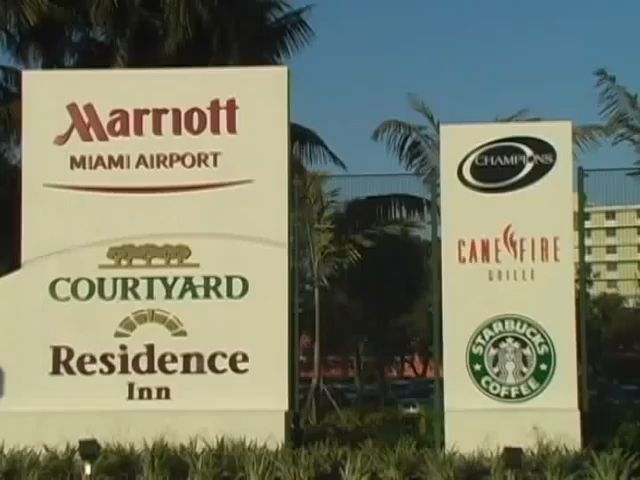 Marriott
MIAMI AIRPORT
COURTYARD
Residence
Inn
CHAMPIONS
CANE FIRE
GRILLE
STARBUCKS
COFFEE